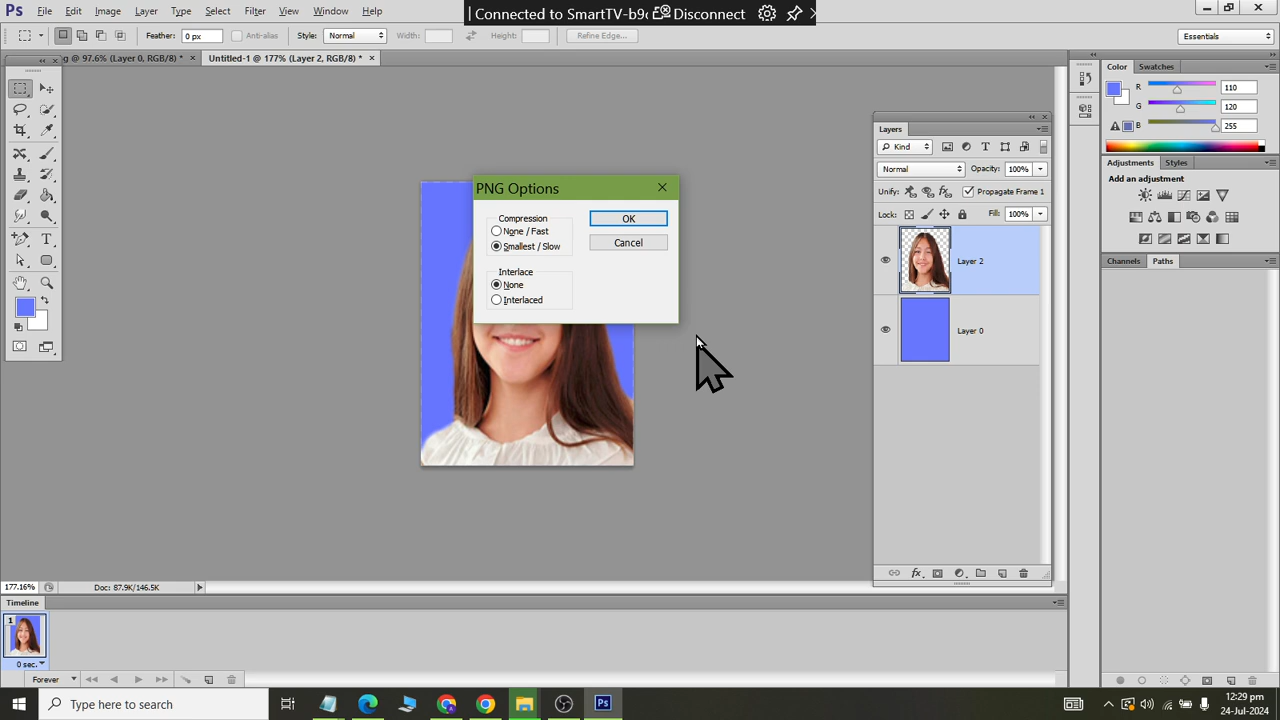 Ps File Edit Image Layer Type Select Filter View Window Help
Connected to SmartTV-b9c Disconnect
Feather: 0 px Anti-alias Style: Normal Width: Height: Refine Edge... Essentials
g @ 97.6% (Layer 0, RGB/8) * × Untitled-1 @ 177% (Layer 2, RGB/8) * ×
Color Swatches
R 110
G 120
B 255
Layers
Kind
Normal Opacity: 100%
Unify: Propagate Frame 1
Lock: Fill: 100%
Layer 2
Layer 0
Adjustments Styles
Add an adjustment
Channels Paths
PNG Options
Compression
None / Fast
Smallest / Slow
Interlace
None
Interlaced
OK
Cancel
177.16% Doc: 87.9K/146.5K
Timeline
1
0 sec.
Forever
Type here to search
12:29 pm
24-Jul-2024